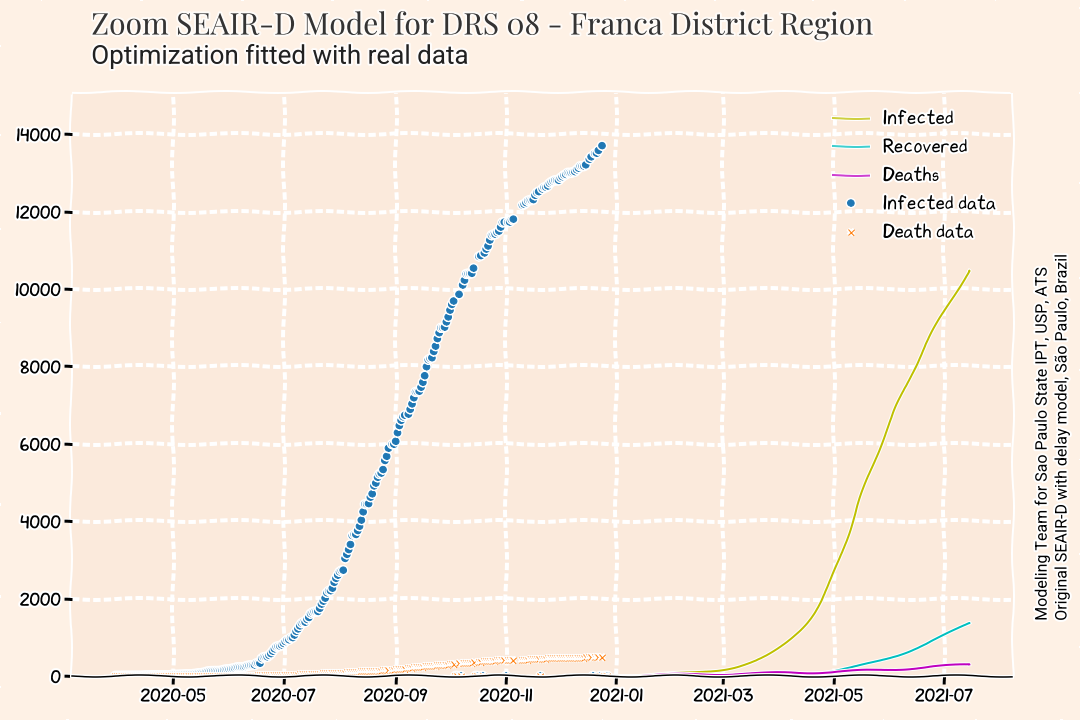 Zoom SEAIR-D Model for DRS 08 - Franca District Region
Optimization fitted with real data
14000
12000
10000
8000
6000
4000
2000
0
2020-05
2020-07
2020-09
2020-11
2021-01
2021-03
2021-05
2021-07
Infected
Recovered
Deaths
Infected data
Death data
Modeling Team for Sao Paulo State IPT, USP, ATS
Original SEAIR-D with delay model, São Paulo, Brazil